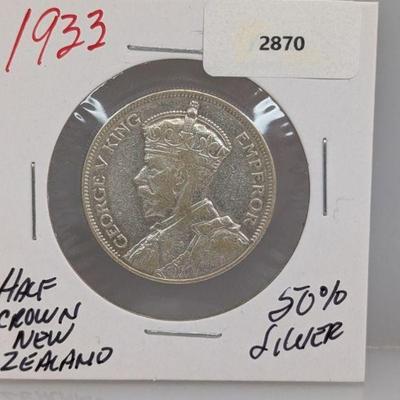 1933
2870
GEORGE V KING EMPEROR
HALF
CROWN
NEW
ZEALAND
50%
SILVER